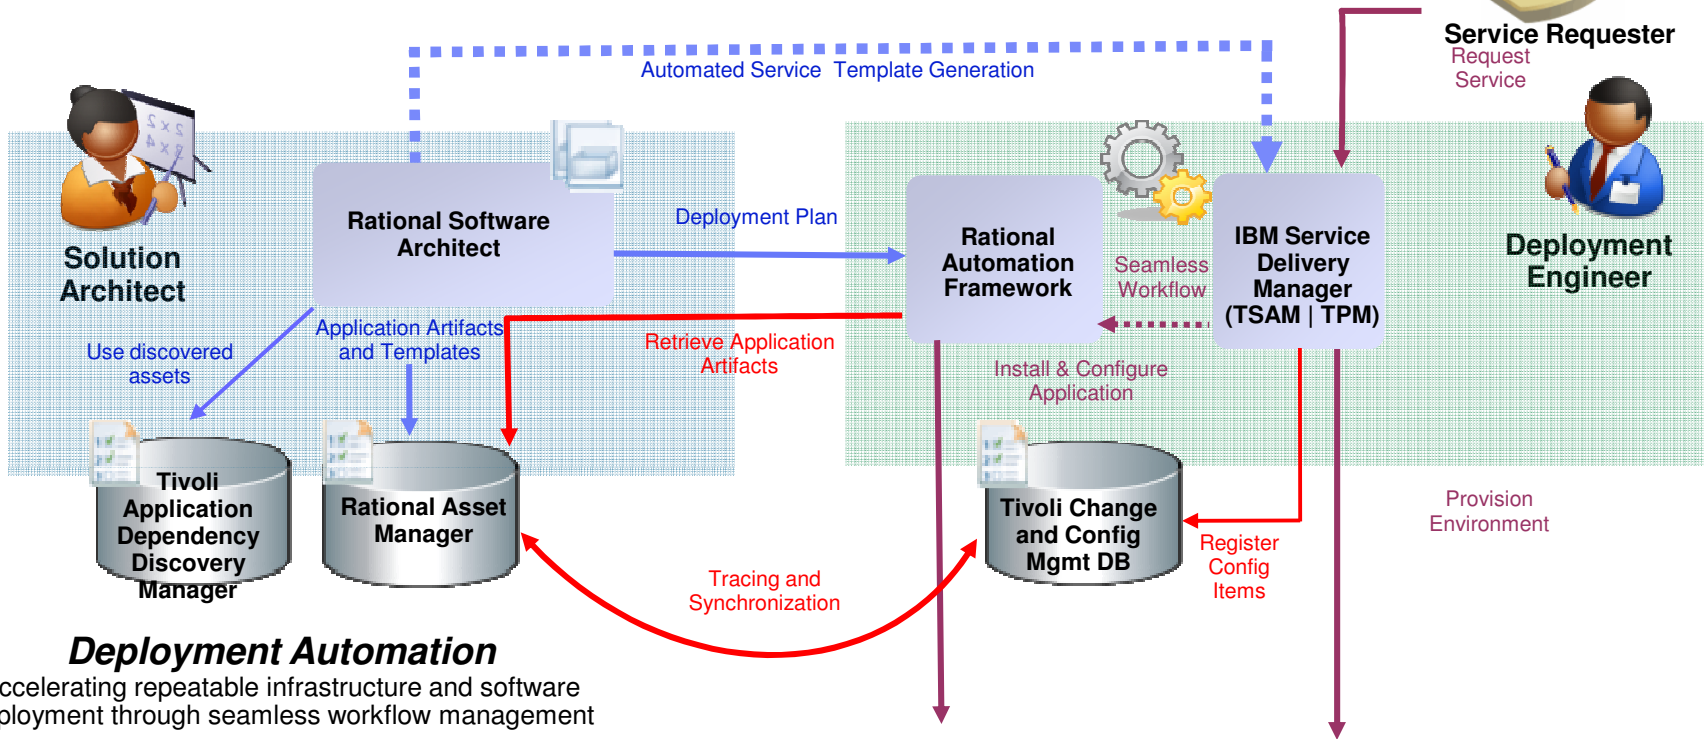 Service Requester
Request
Service
Automated Service Template Generation
Solution
Architect
Rational Software
Architect
Deployment Plan
Rational
Automation
Framework
Seamless
Workflow
IBM Service
Delivery
Manager
(TSAM | TPM)
Deployment
Engineer
Use discovered
assets
Application Artifacts
and Templates
Retrieve Application
Artifacts
Install & Configure
Application
Tivoli
Application
Dependency
Discovery
Manager
Rational Asset
Manager
Tivoli Change
and Config
Mgmt DB
Register
Config
Items
Provision
Environment
Tracing and
Synchronization
Deployment Automation
ccelerating repeatable infrastructure and software
ployment through seamless workflow management